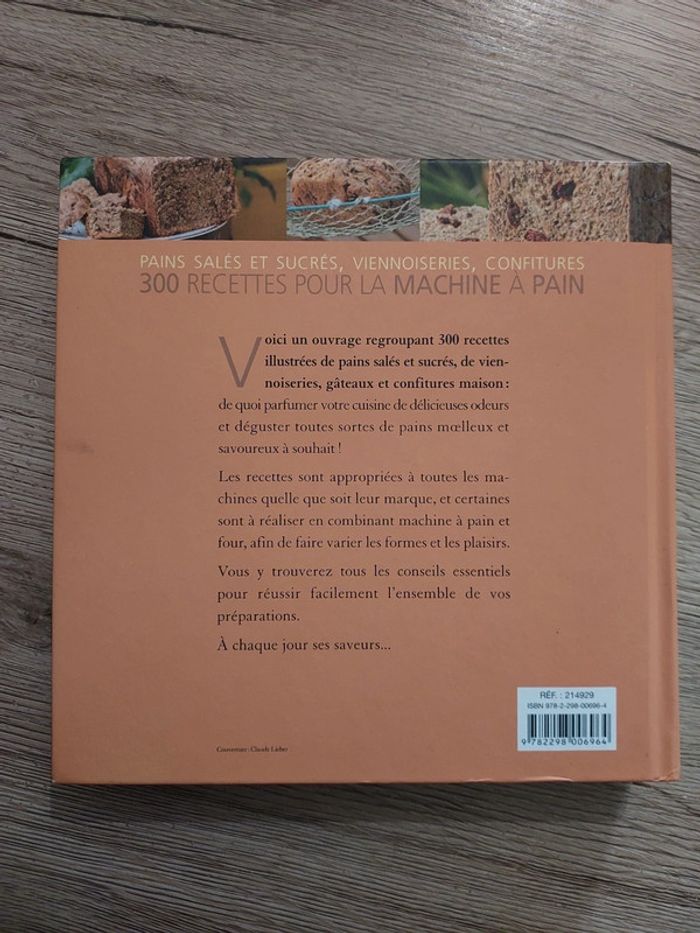 PAINS SALÉS ET SUCRÉS, VIENNOISERIES, CONFITURES
300 RECETTES POUR LA MACHINE À PAIN
Voici un ouvrage regroupant 300 recettes
illustrées de pains salés et sucrés, de vien-
noiseries, gâteaux et confitures maison :
de quoi parfumer votre cuisine de délicieuses odeurs
et déguster toutes sortes de pains mœlleux et
savoureux à souhait !
Les recettes sont appropriées à toutes les ma-
chines quelle que soit leur marque, et certaines
sont à réaliser en combinant machine à pain et
four, afin de faire varier les formes et les plaisirs.
Vous y trouverez tous les conseils essentiels
pour réussir facilement l'ensemble de vos
préparations.
À chaque jour ses saveurs...
RÉF. : 214929
ISBN 978-2-298-00696-4
9 782298 006964
Couverture : Claude Lieber